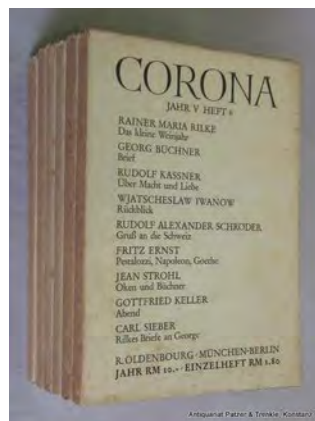 CORONA
JAHR V HEFT 6
RAINER MARIA RILKE
Das kleine Weinjahr
GEORG BÜCHNER
Brief
RUDOLF KASSNER
Über Macht und Liebe
WJATSCHESLAW IWANOW
Rückblick
RUDOLF ALEXANDER SCHRÖDER
Gruß an die Schweiz
FRITZ ERNST
Pestalozzi, Napoleon, Goethe
JEAN STROHL
Oken und Büchner
GOTTFRIED KELLER
Abend
CARL SIEBER
Rilkes Briefe an George
R. OLDENBOURG · MÜNCHEN-BERLIN
JAHR RM 10.- · EINZELHEFT RM 1.80
Antiquariat Patzer & Trenkle, Konstanz